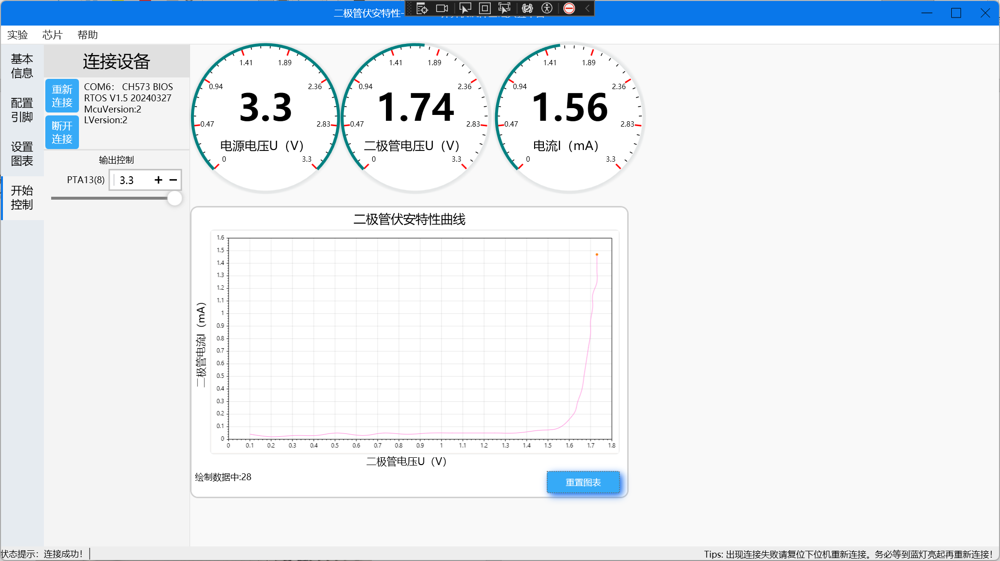 二极管伏安特性-
实验 芯片 帮助
基本
信息
配置
引脚
设置
图表
开始
控制
连接设备
重新
连接
断开
连接
COM6: CH573 BIOS
RTOS V1.5 20240327
McuVersion:2
LVersion:2
输出控制
PTA13(8) 3.3 + −
0 0.47 0.94 1.41 1.89 2.36 2.83 3.3
3.3
电源电压U（V）
0 0.47 0.94 1.41 1.89 2.36 2.83 3.3
1.74
二极管电压U（V）
0 0.47 0.94 1.41 1.89 2.36 2.83 3.3
1.56
电流I（mA）
二极管伏安特性曲线
二极管电流I（mA）
1.6
1.5
1.4
1.3
1.2
1.1
1
0.9
0.8
0.7
0.6
0.5
0.4
0.3
0.2
0.1
0
0 0.1 0.2 0.3 0.4 0.5 0.6 0.7 0.8 0.9 1 1.1 1.2 1.3 1.4 1.5 1.6 1.7 1.8
二极管电压U（V）
绘制数据中:28
重置图表
状态提示：连接成功！
Tips: 出现连接失败请复位下位机重新连接。务必等到蓝灯亮起再重新连接！